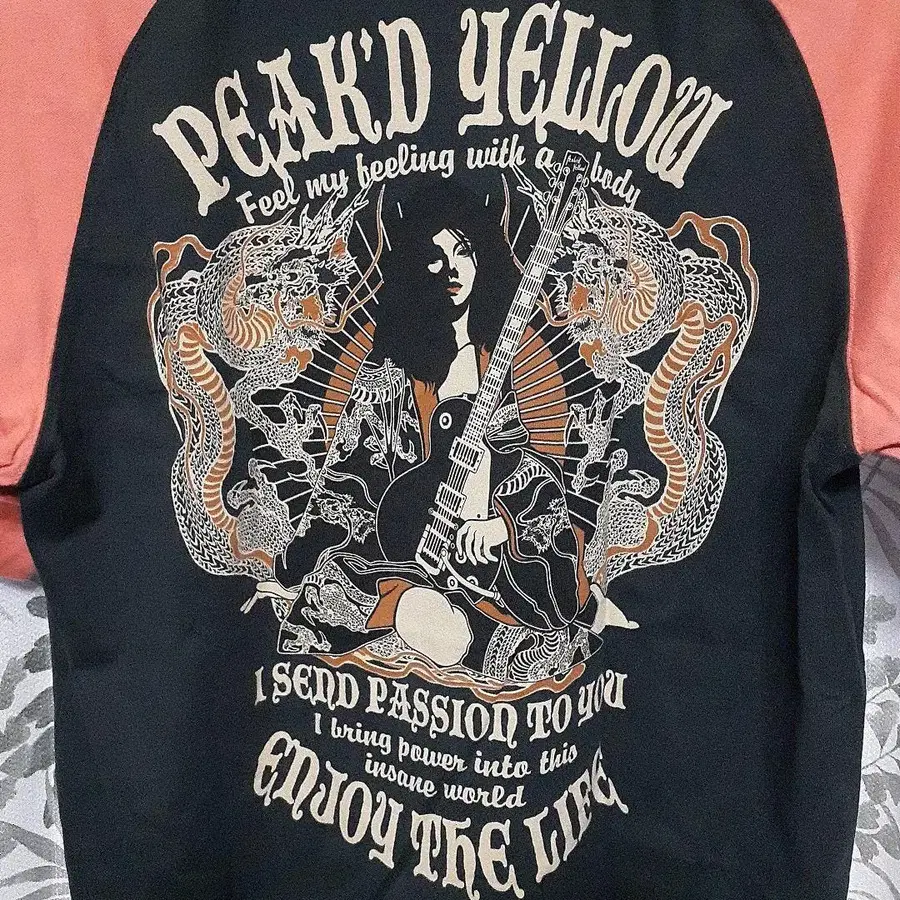 PEAK'D YELLOW
Feel my feeling with a body
I SEND PASSION TO YOU
I bring power into this
insane world
ENJOY THE LIFE